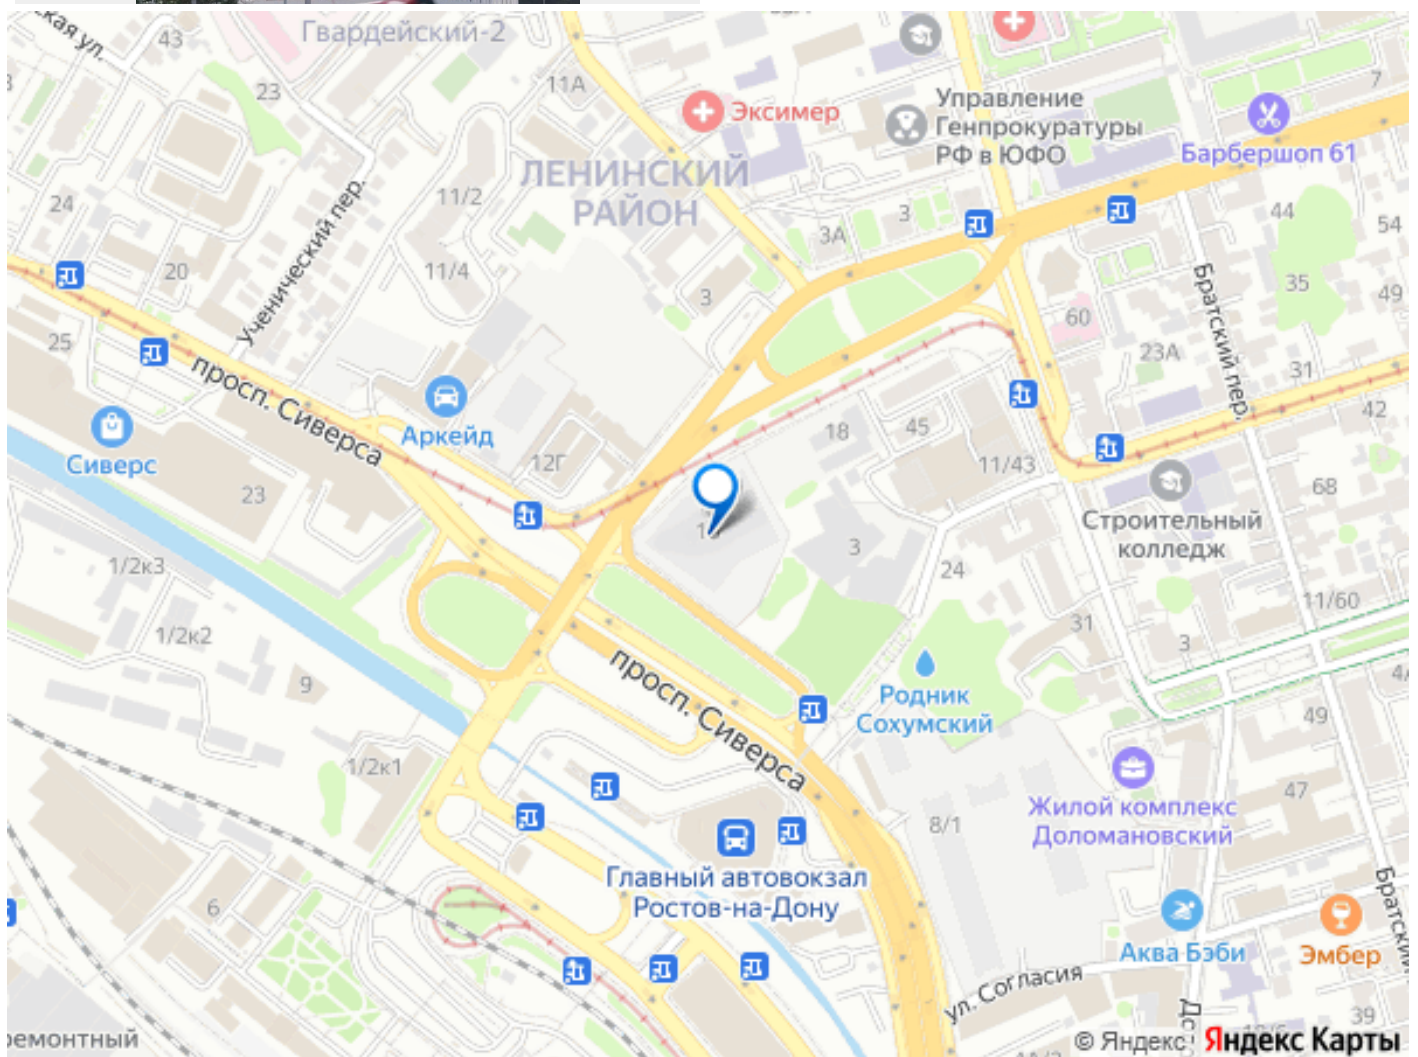 Гвардейский-2
43
11А
23
7
Эксимер
Управление
Генпрокуратуры
РФ в ЮФО
Барбершоп 61
ЛЕНИНСКИЙ
РАЙОН
24
11/2
Ученический пер.
3
3А
44
54
20
11/4
3
35
49
Братский пер.
60
25
23А
31
просп. Сиверса
Аркейд
42
Сиверс
12Г
18
45
11/43
23
68
Строительный
колледж
3
24
1/2к3
11/60
1/2к2
31
3
9
просп. Сиверса
Родник
Сохумский
49
1/2к1
Жилой комплекс
Доломановский
47
8/1
Главный автовокзал
Ростов-на-Дону
6
Аква Бэби
Эмбер
Братский
ул. Согласия
39
ремонтный
© Яндекс
Яндекс Карты